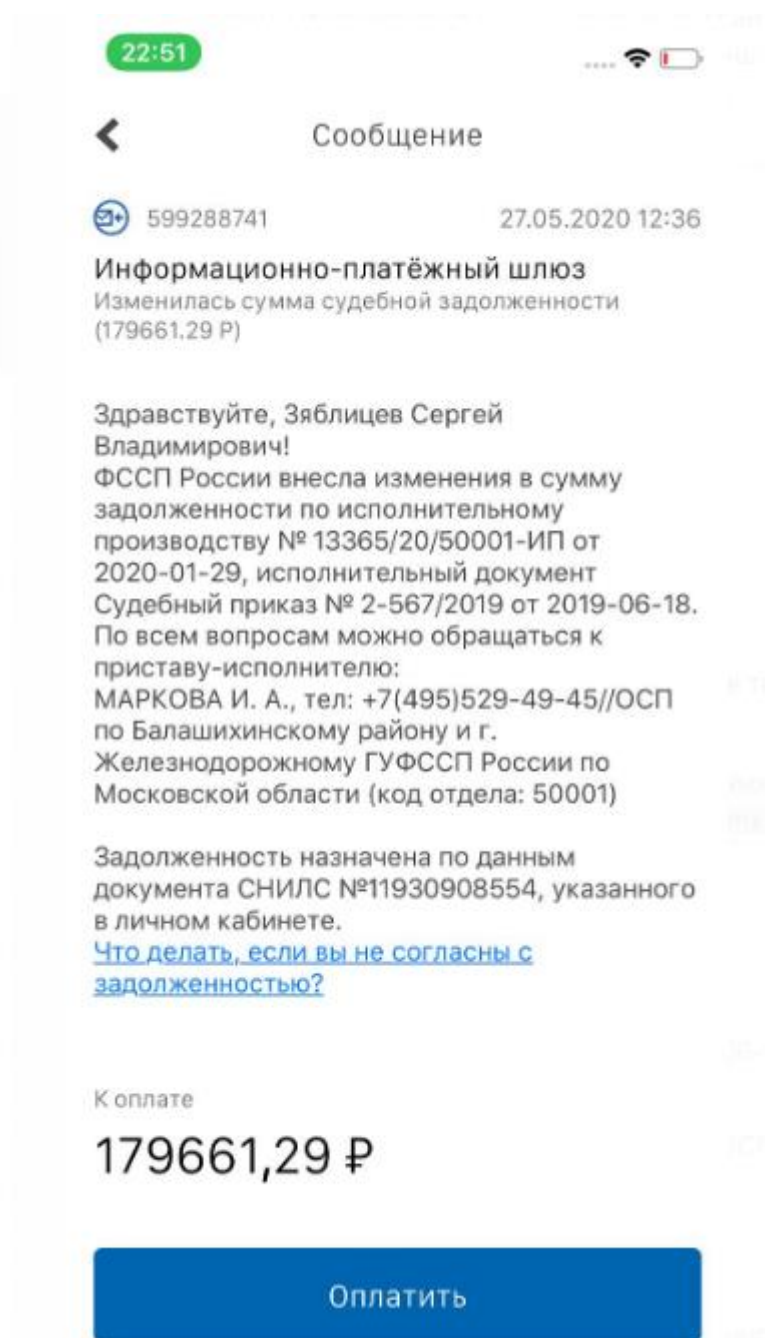 22:51
Сообщение
599288741 27.05.2020 12:36
Информационно-платёжный шлюз
Изменилась сумма судебной задолженности
(179661.29 Р)
Здравствуйте, Зяблицев Сергей
Владимирович!
ФССП России внесла изменения в сумму
задолженности по исполнительному
производству № 13365/20/50001-ИП от
2020-01-29, исполнительный документ
Судебный приказ № 2-567/2019 от 2019-06-18.
По всем вопросам можно обращаться к
приставу-исполнителю:
МАРКОВА И. А., тел: +7(495)529-49-45//ОСП
по Балашихинскому району и г.
Железнодорожному ГУФССП России по
Московской области (код отдела: 50001)
Задолженность назначена по данным
документа СНИЛС №11930908554, указанного
в личном кабинете.
Что делать, если вы не согласны с
задолженностью?
К оплате
179661,29 ₽
Оплатить